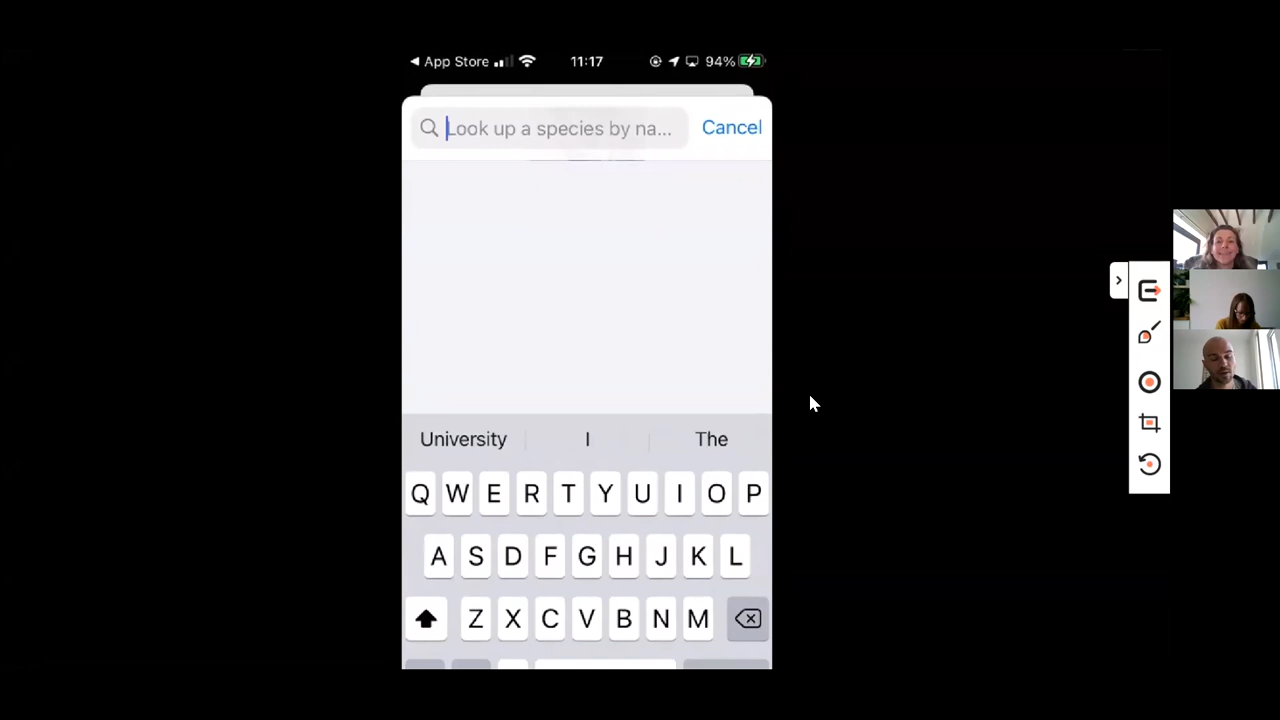 App Store
11:17
94%
Look up a species by na...
Cancel
University
I
The
Q W E R T Y U I O P
A S D F G H J K L
Z X C V B N M